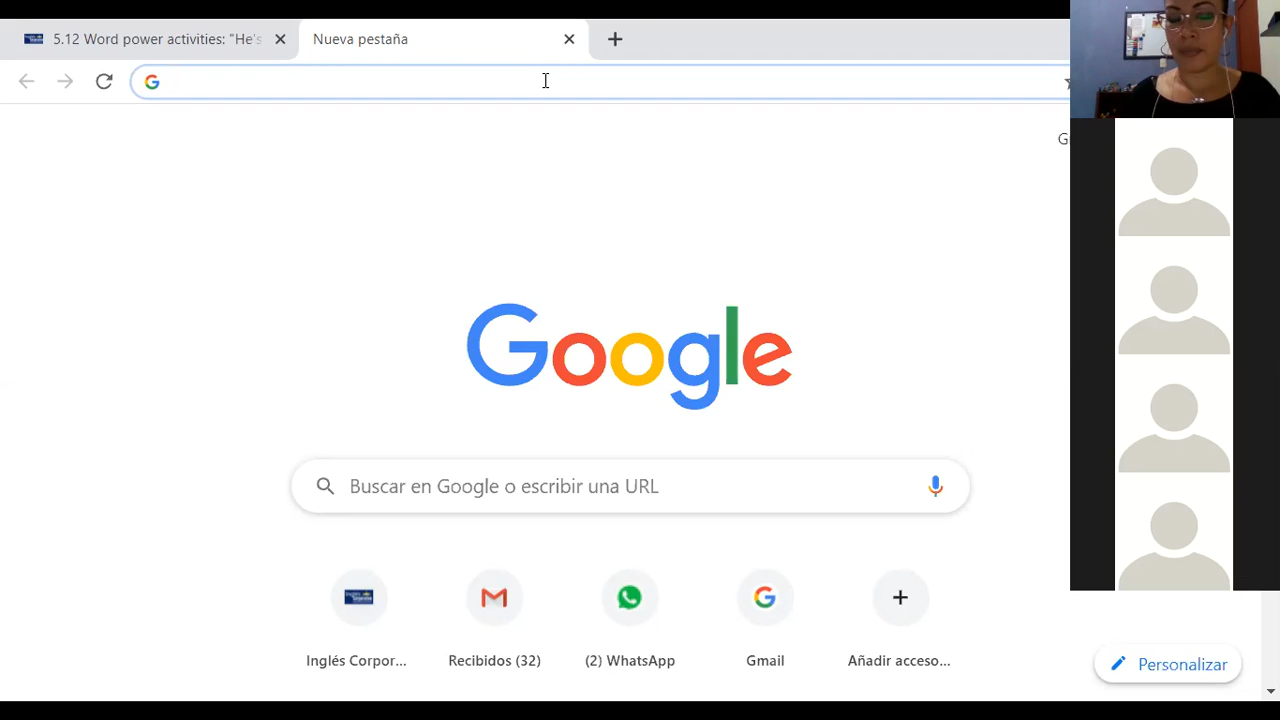 5.12 Word power activities: "He's
Nueva pestaña
G
Google
Buscar en Google o escribir una URL
Inglés Corpor...
Recibidos (32)
(2) WhatsApp
Gmail
Añadir acceso...
Personalizar